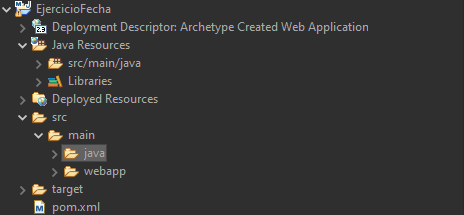 EjercicioFecha
Deployment Descriptor: Archetype Created Web Application
Java Resources
src/main/java
Libraries
Deployed Resources
src
main
java
webapp
target
pom.xml